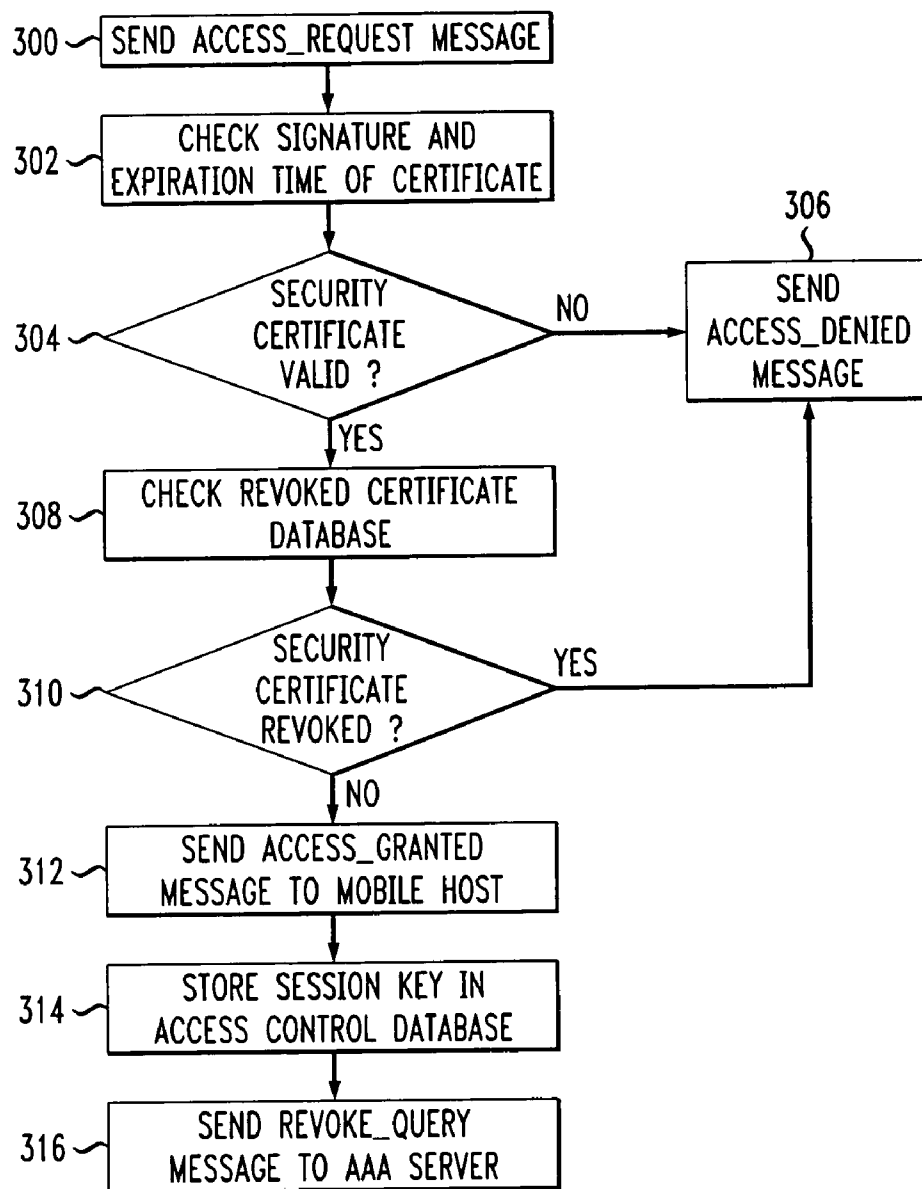 300 SEND ACCESS_REQUEST MESSAGE
302 CHECK SIGNATURE AND
EXPIRATION TIME OF CERTIFICATE
304 SECURITY
CERTIFICATE
VALID ?
NO
306
SEND
ACCESS_DENIED
MESSAGE
YES
308 CHECK REVOKED CERTIFICATE
DATABASE
310 SECURITY
CERTIFICATE
REVOKED ?
YES
NO
312 SEND ACCESS_GRANTED
MESSAGE TO MOBILE HOST
314 STORE SESSION KEY IN
ACCESS CONTROL DATABASE
316 SEND REVOKE_QUERY
MESSAGE TO AAA SERVER